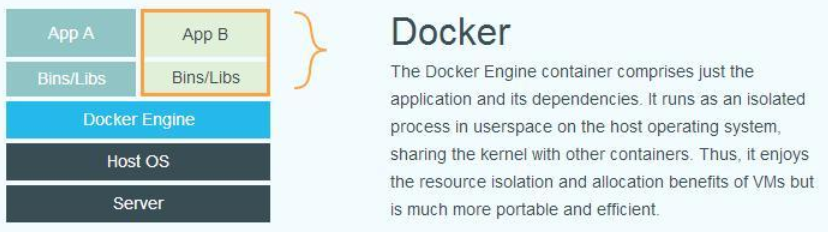 App A
App B
Bins/Libs
Bins/Libs
Docker Engine
Host OS
Server
Docker
The Docker Engine container comprises just the
application and its dependencies. It runs as an isolated
process in userspace on the host operating system,
sharing the kernel with other containers. Thus, it enjoys
the resource isolation and allocation benefits of VMs but
is much more portable and efficient.